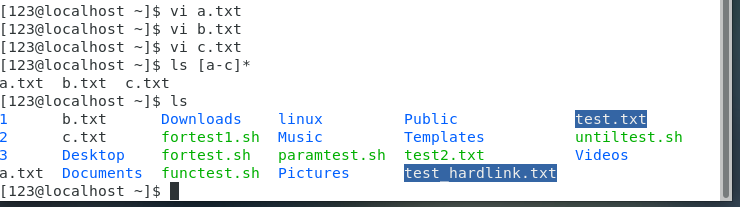 [123@localhost ~]$ vi a.txt
[123@localhost ~]$ vi b.txt
[123@localhost ~]$ vi c.txt
[123@localhost ~]$ ls [a-c]*
a.txt  b.txt  c.txt
[123@localhost ~]$ ls
1      b.txt      Downloads    linux         Public             test.txt
2      c.txt      fortest1.sh  Music         Templates          untiltest.sh
3      Desktop    fortest.sh   paramtest.sh  test2.txt          Videos
a.txt  Documents  functest.sh  Pictures      test_hardlink.txt
[123@localhost ~]$